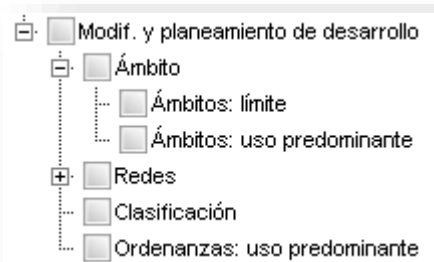 Modif. y planeamiento de desarrollo
Ámbito
Ámbitos: límite
Ámbitos: uso predominante
Redes
Clasificación
Ordenanzas: uso predominante